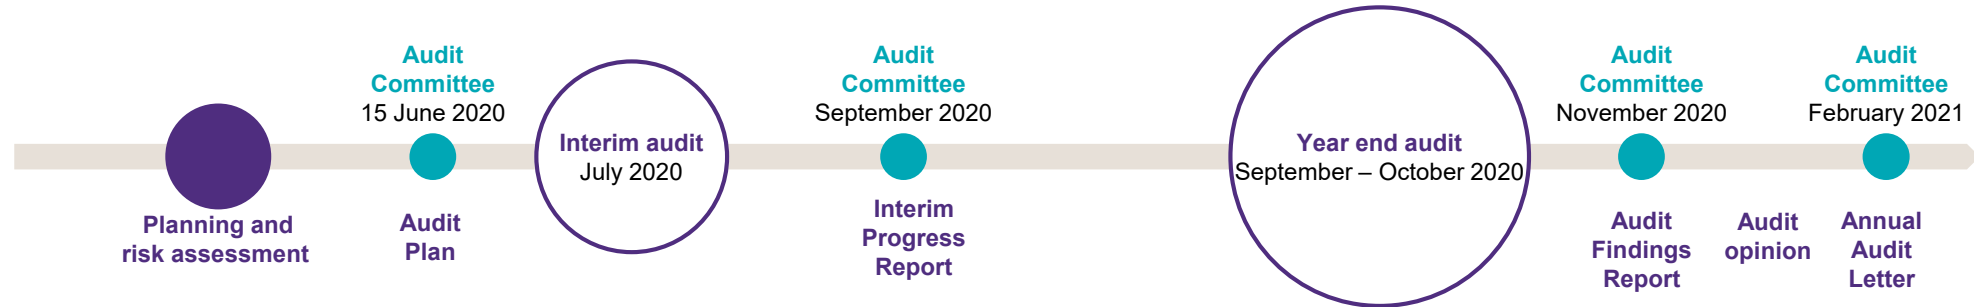 Planning and
risk assessment
Audit
Committee
15 June 2020
Audit
Plan
Interim audit
July 2020
Audit
Committee
September 2020
Interim
Progress
Report
Year end audit
September – October 2020
Audit
Committee
November 2020
Audit
Findings
Report
Audit
opinion
Audit
Committee
February 2021
Annual
Audit
Letter